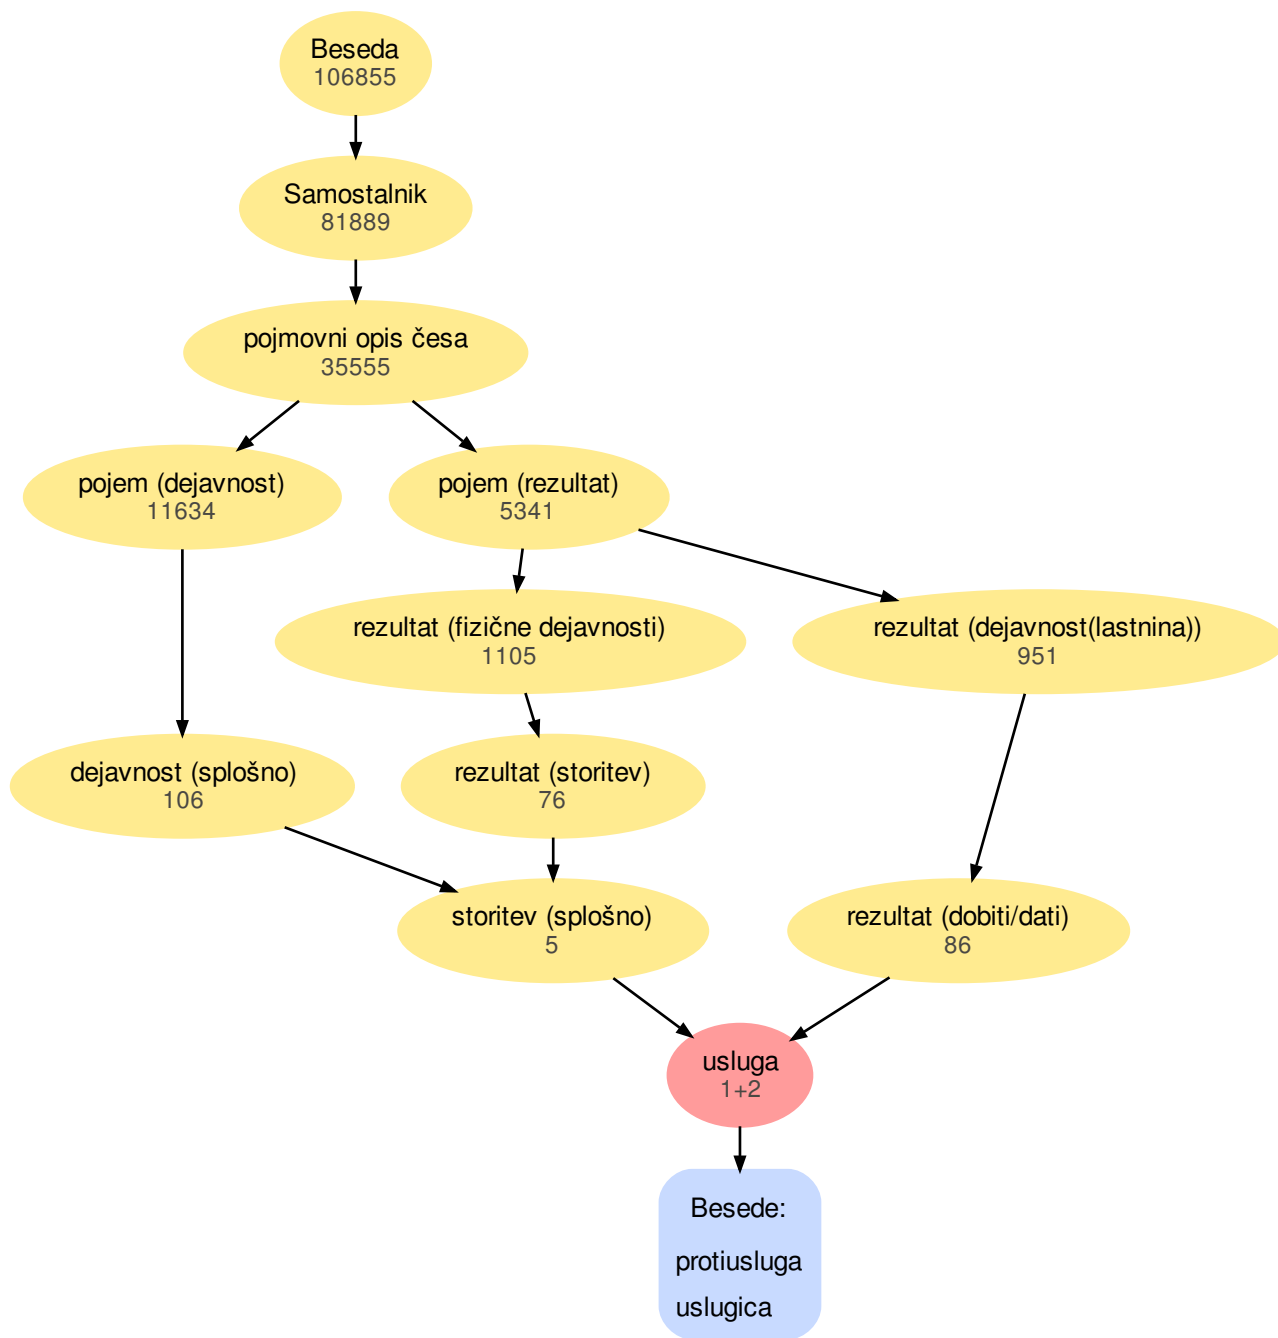 Beseda
106855
Samostalnik
81889
pojmovni opis česa
35555
pojem (dejavnost)
11634
pojem (rezultat)
5341
rezultat (fizične dejavnosti)
1105
rezultat (dejavnost(lastnina))
951
dejavnost (splošno)
106
rezultat (storitev)
76
storitev (splošno)
5
rezultat (dobiti/dati)
86
usluga
1+2
Besede:
protiusluga
uslugica